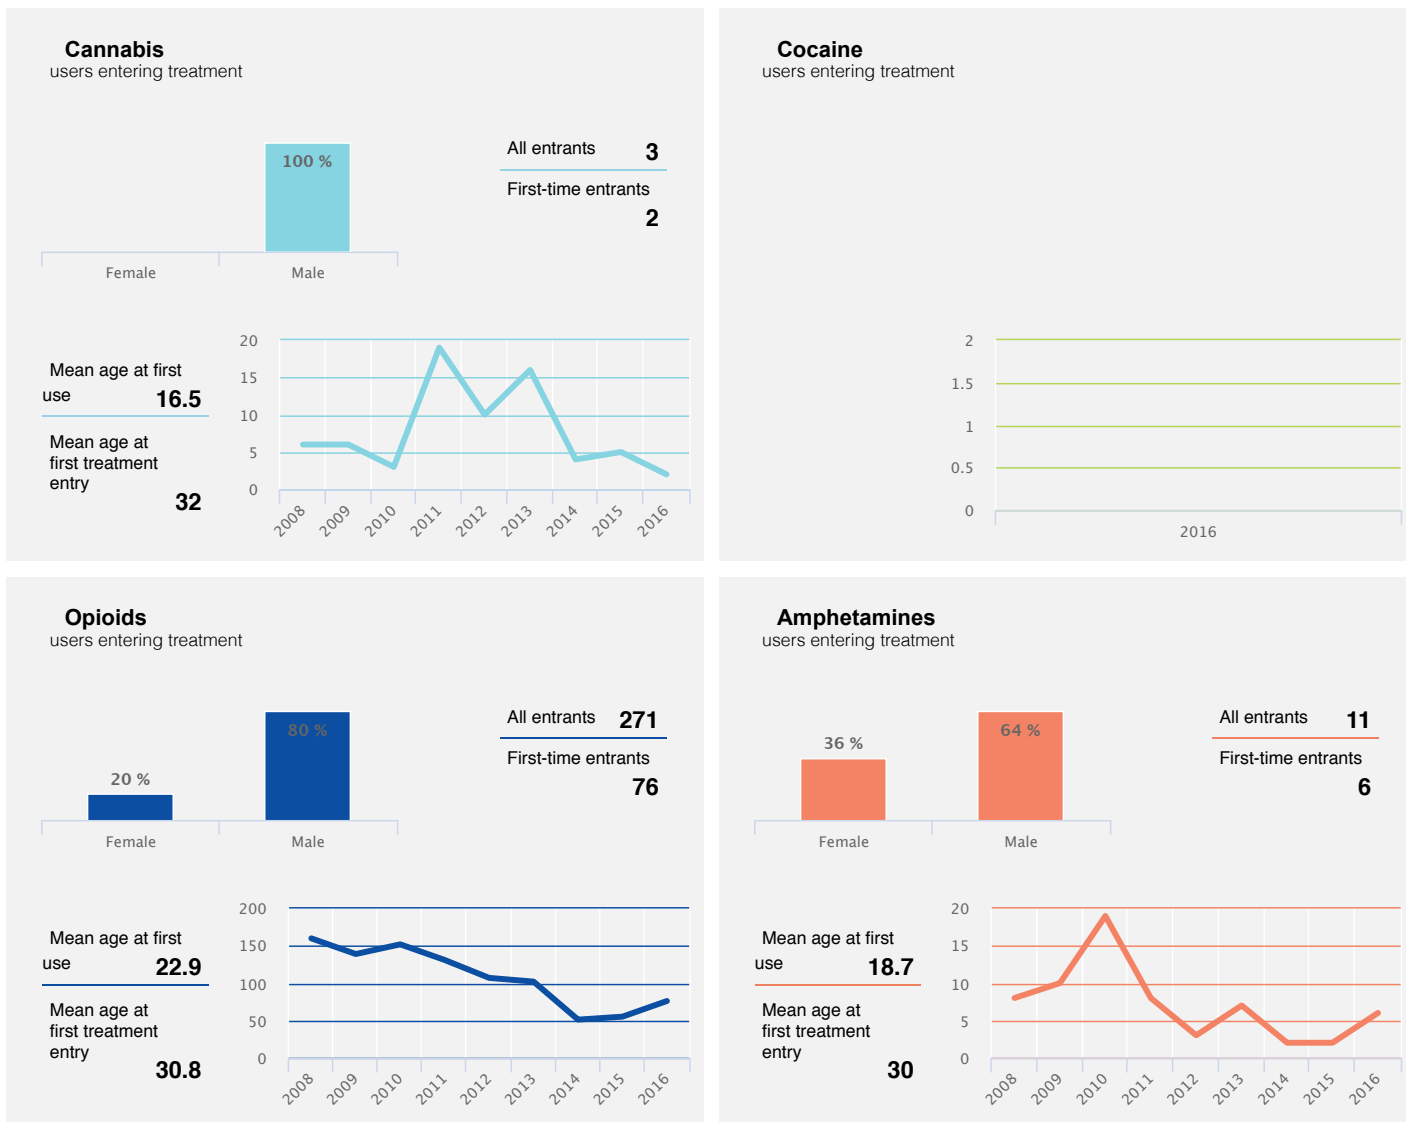 Cannabis
users entering treatment
100 %
Female
Male
All entrants 3
First-time entrants
2
Mean age at first
use 16.5
Mean age at
first treatment
entry
32
20
15
10
5
0
2008
2009
2010
2011
2012
2013
2014
2015
2016
Cocaine
users entering treatment
2
1.5
1
0.5
0
2016
Opioids
users entering treatment
20 %
80 %
Female
Male
All entrants 271
First-time entrants
76
Mean age at first
use 22.9
Mean age at
first treatment
entry
30.8
200
150
100
50
0
2008
2009
2010
2011
2012
2013
2014
2015
2016
Amphetamines
users entering treatment
36 %
64 %
Female
Male
All entrants 11
First-time entrants
6
Mean age at first
use 18.7
Mean age at
first treatment
entry
30
20
15
10
5
0
2008
2009
2010
2011
2012
2013
2014
2015
2016